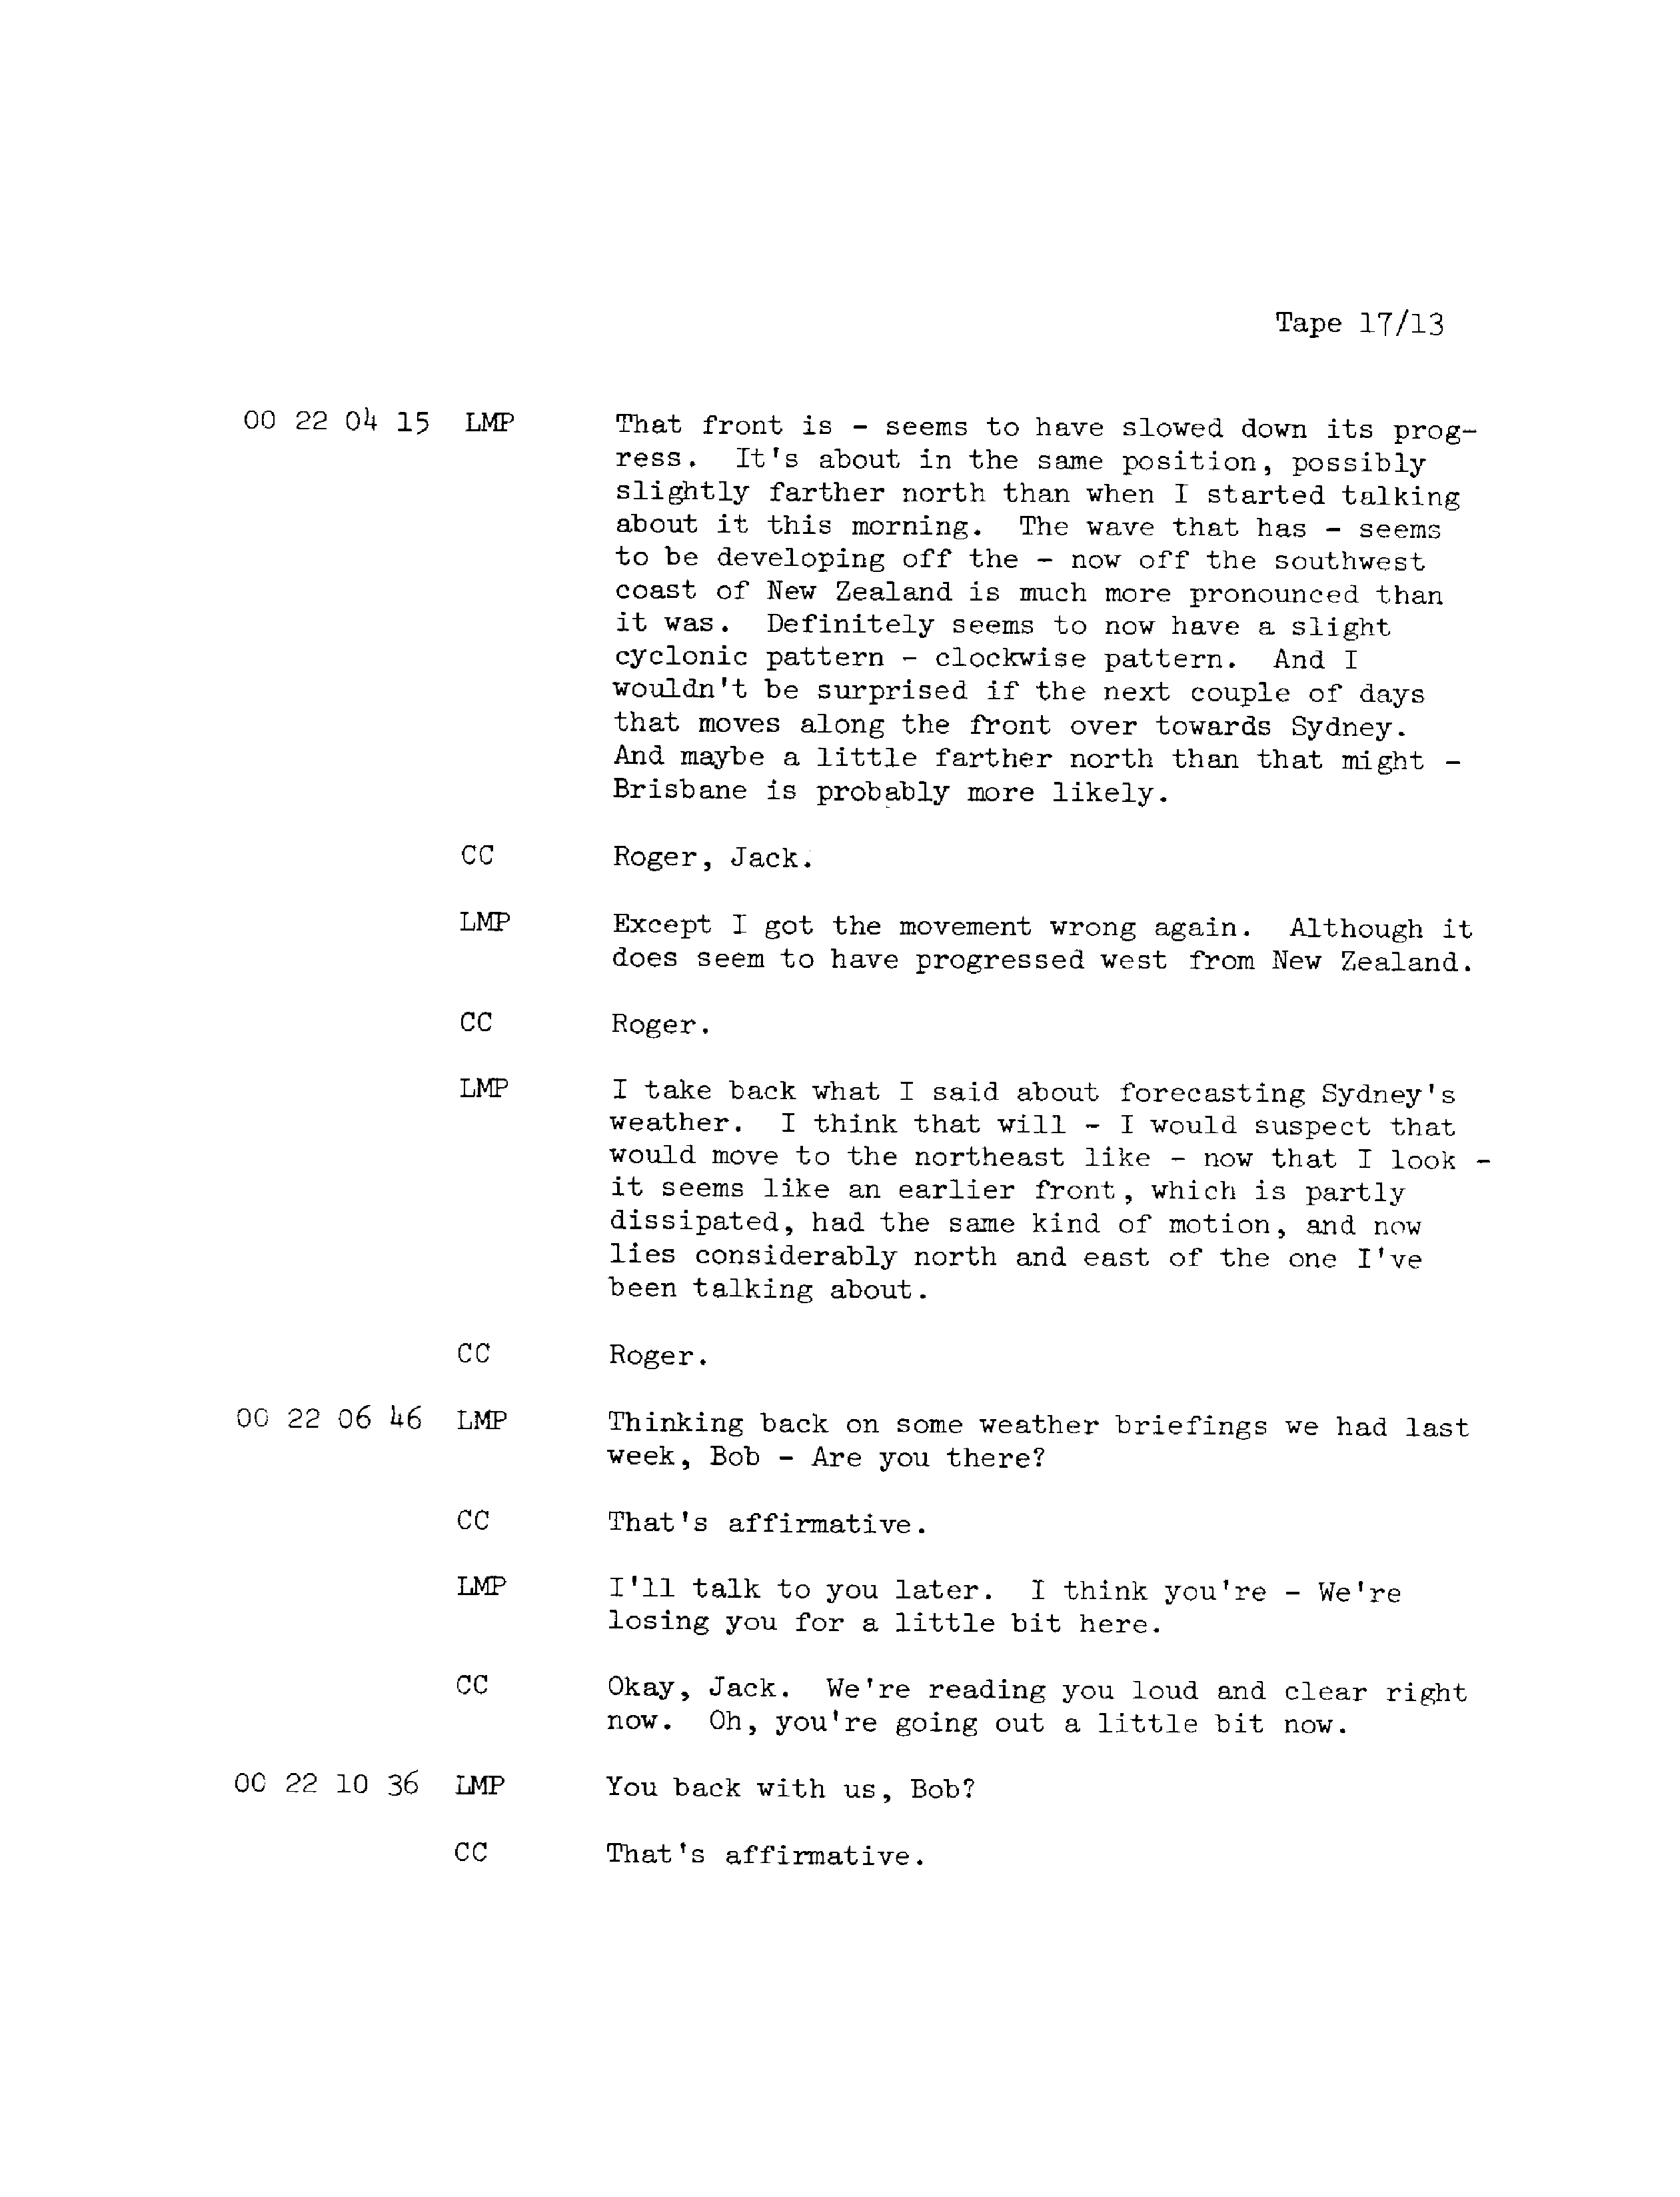 Tape 17/13
00 22 04 15 LMP That front is - seems to have slowed down its prog-
ress. It's about in the same position, possibly
slightly farther north than when I started talking
about it this morning. The wave that has - seems
to be developing off the - now off the southwest
coast of New Zealand is much more pronounced than
it was. Definitely seems to now have a slight
cyclonic pattern - clockwise pattern. And I
wouldn't be surprised if the next couple of days
that moves along the front over towards Sydney.
And maybe a little farther north than that might -
Brisbane is probably more likely.
CC Roger, Jack.
LMP Except I got the movement wrong again. Although it
does seem to have progressed west from New Zealand.
CC Roger.
LMP I take back what I said about forecasting Sydney's
weather. I think that will - I would suspect that
would move to the northeast like - now that I look -
it seems like an earlier front, which is partly
dissipated, had the same kind of motion, and now
lies considerably north and east of the one I've
been talking about.
CC Roger.
00 22 06 46 LMP Thinking back on some weather briefings we had last
week, Bob - Are you there?
CC That's affirmative.
LMP I'll talk to you later. I think you're - We're
losing you for a little bit here.
CC Okay, Jack. We're reading you loud and clear right
now. Oh, you're going out a little bit now.
00 22 10 36 LMP You back with us, Bob?
CC That's affirmative.